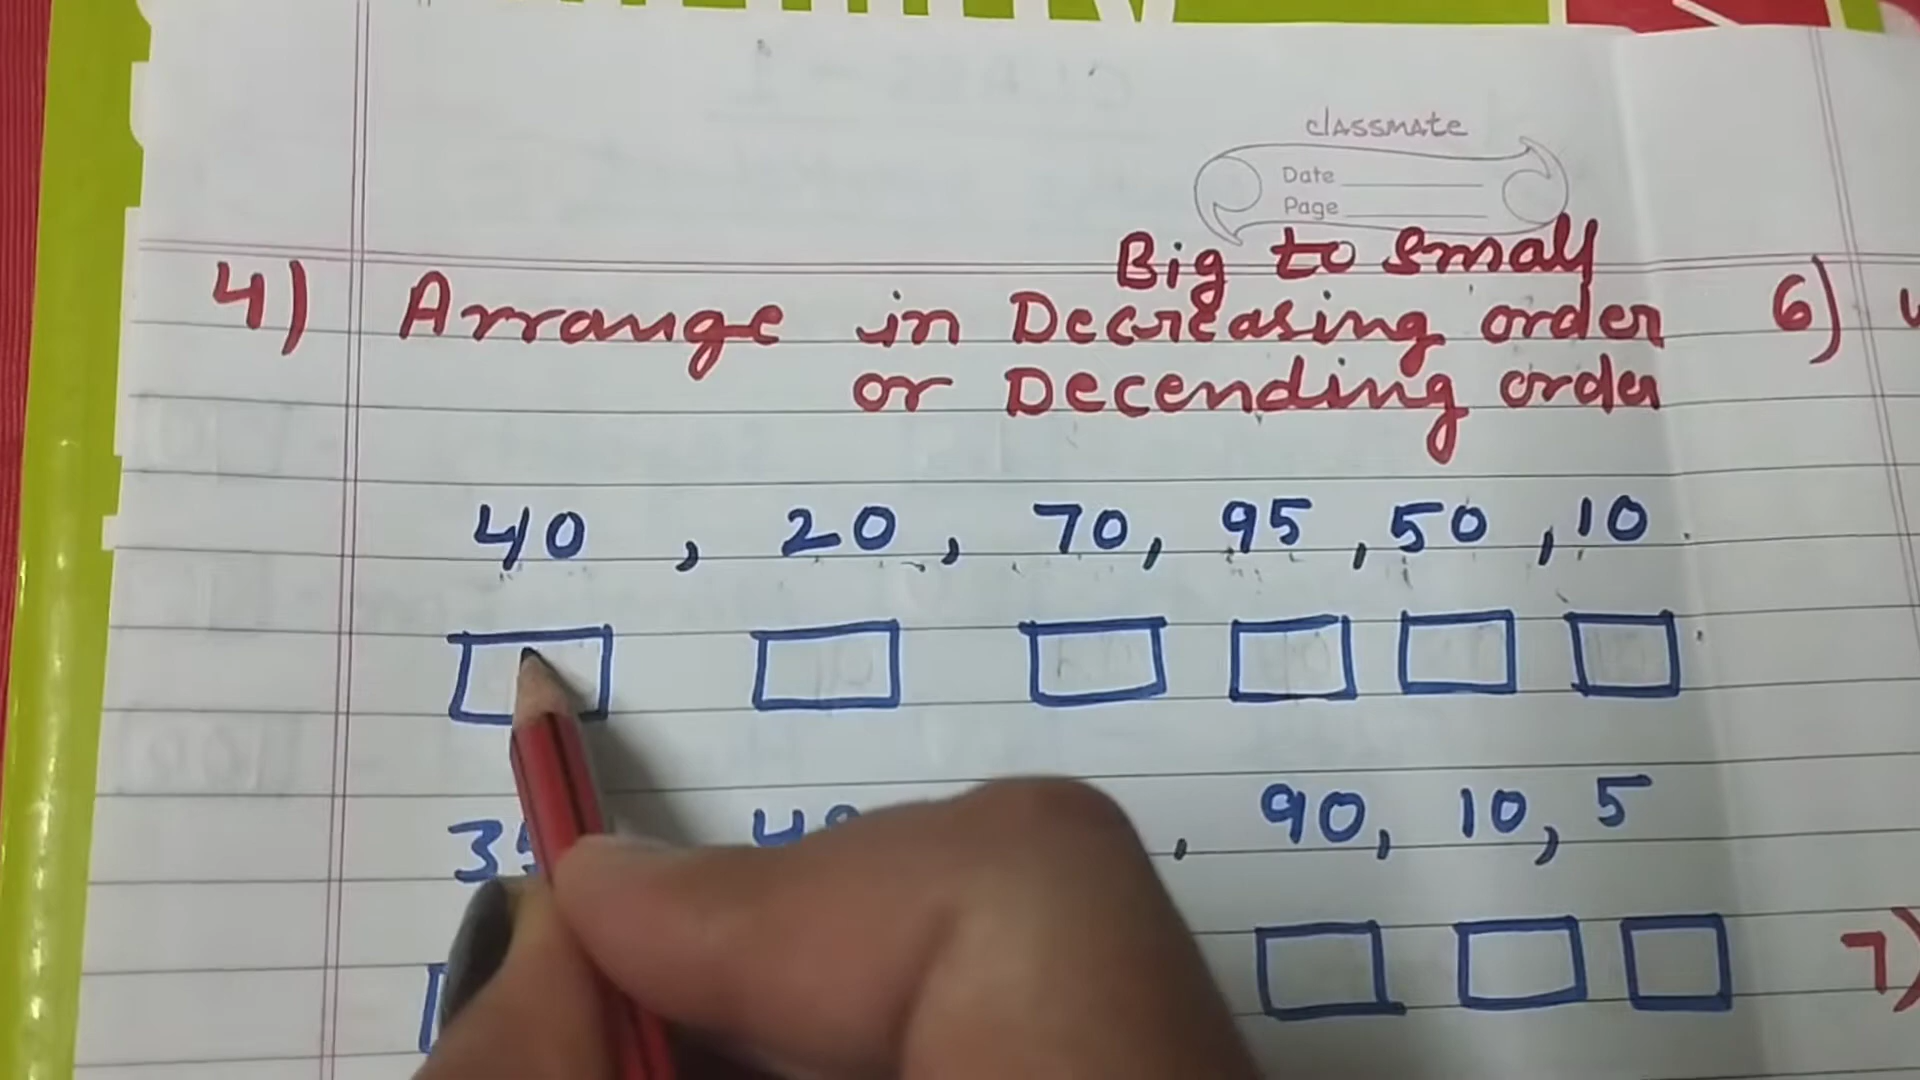 classmate
Date
Page
Big to small
4) Arrange in Decreasing order
or Decending order
6)
40 , 20 , 70, 95, 50, 10.
90, 10, 5
7)